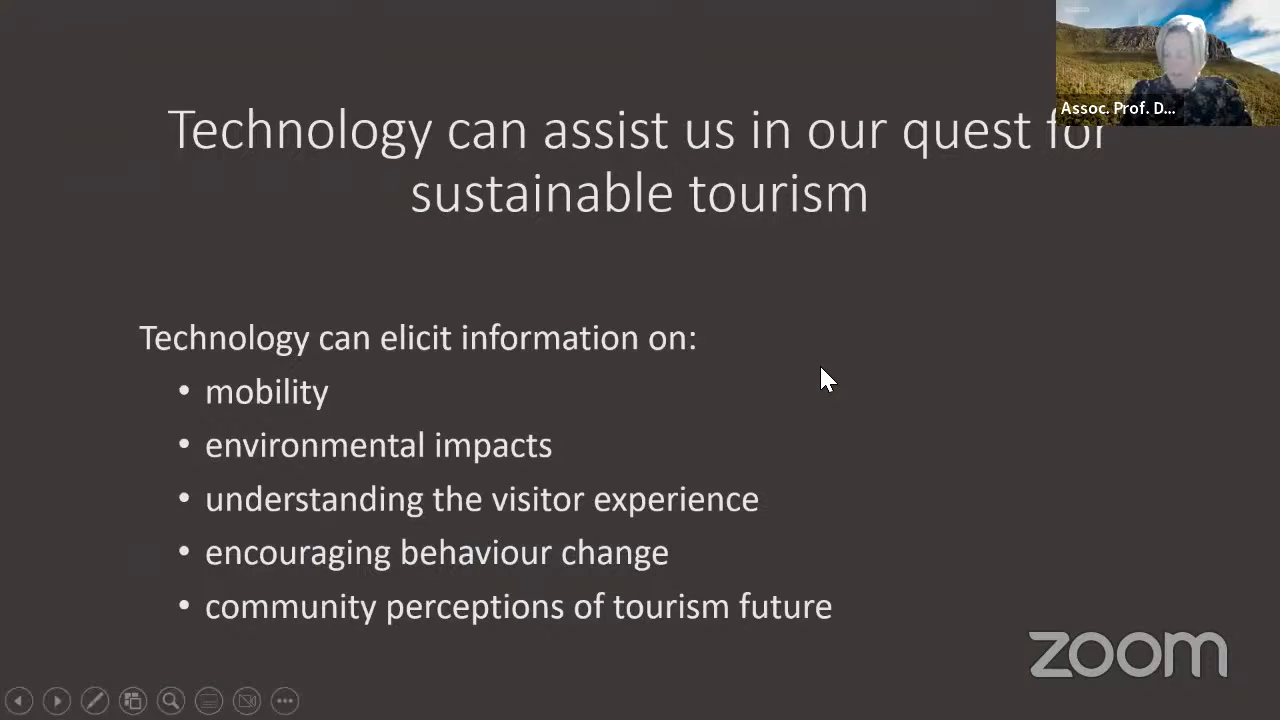 Assoc. Prof. D...
Technology can assist us in our quest for
sustainable tourism
Technology can elicit information on:
• mobility
• environmental impacts
• understanding the visitor experience
• encouraging behaviour change
• community perceptions of tourism future
zoom